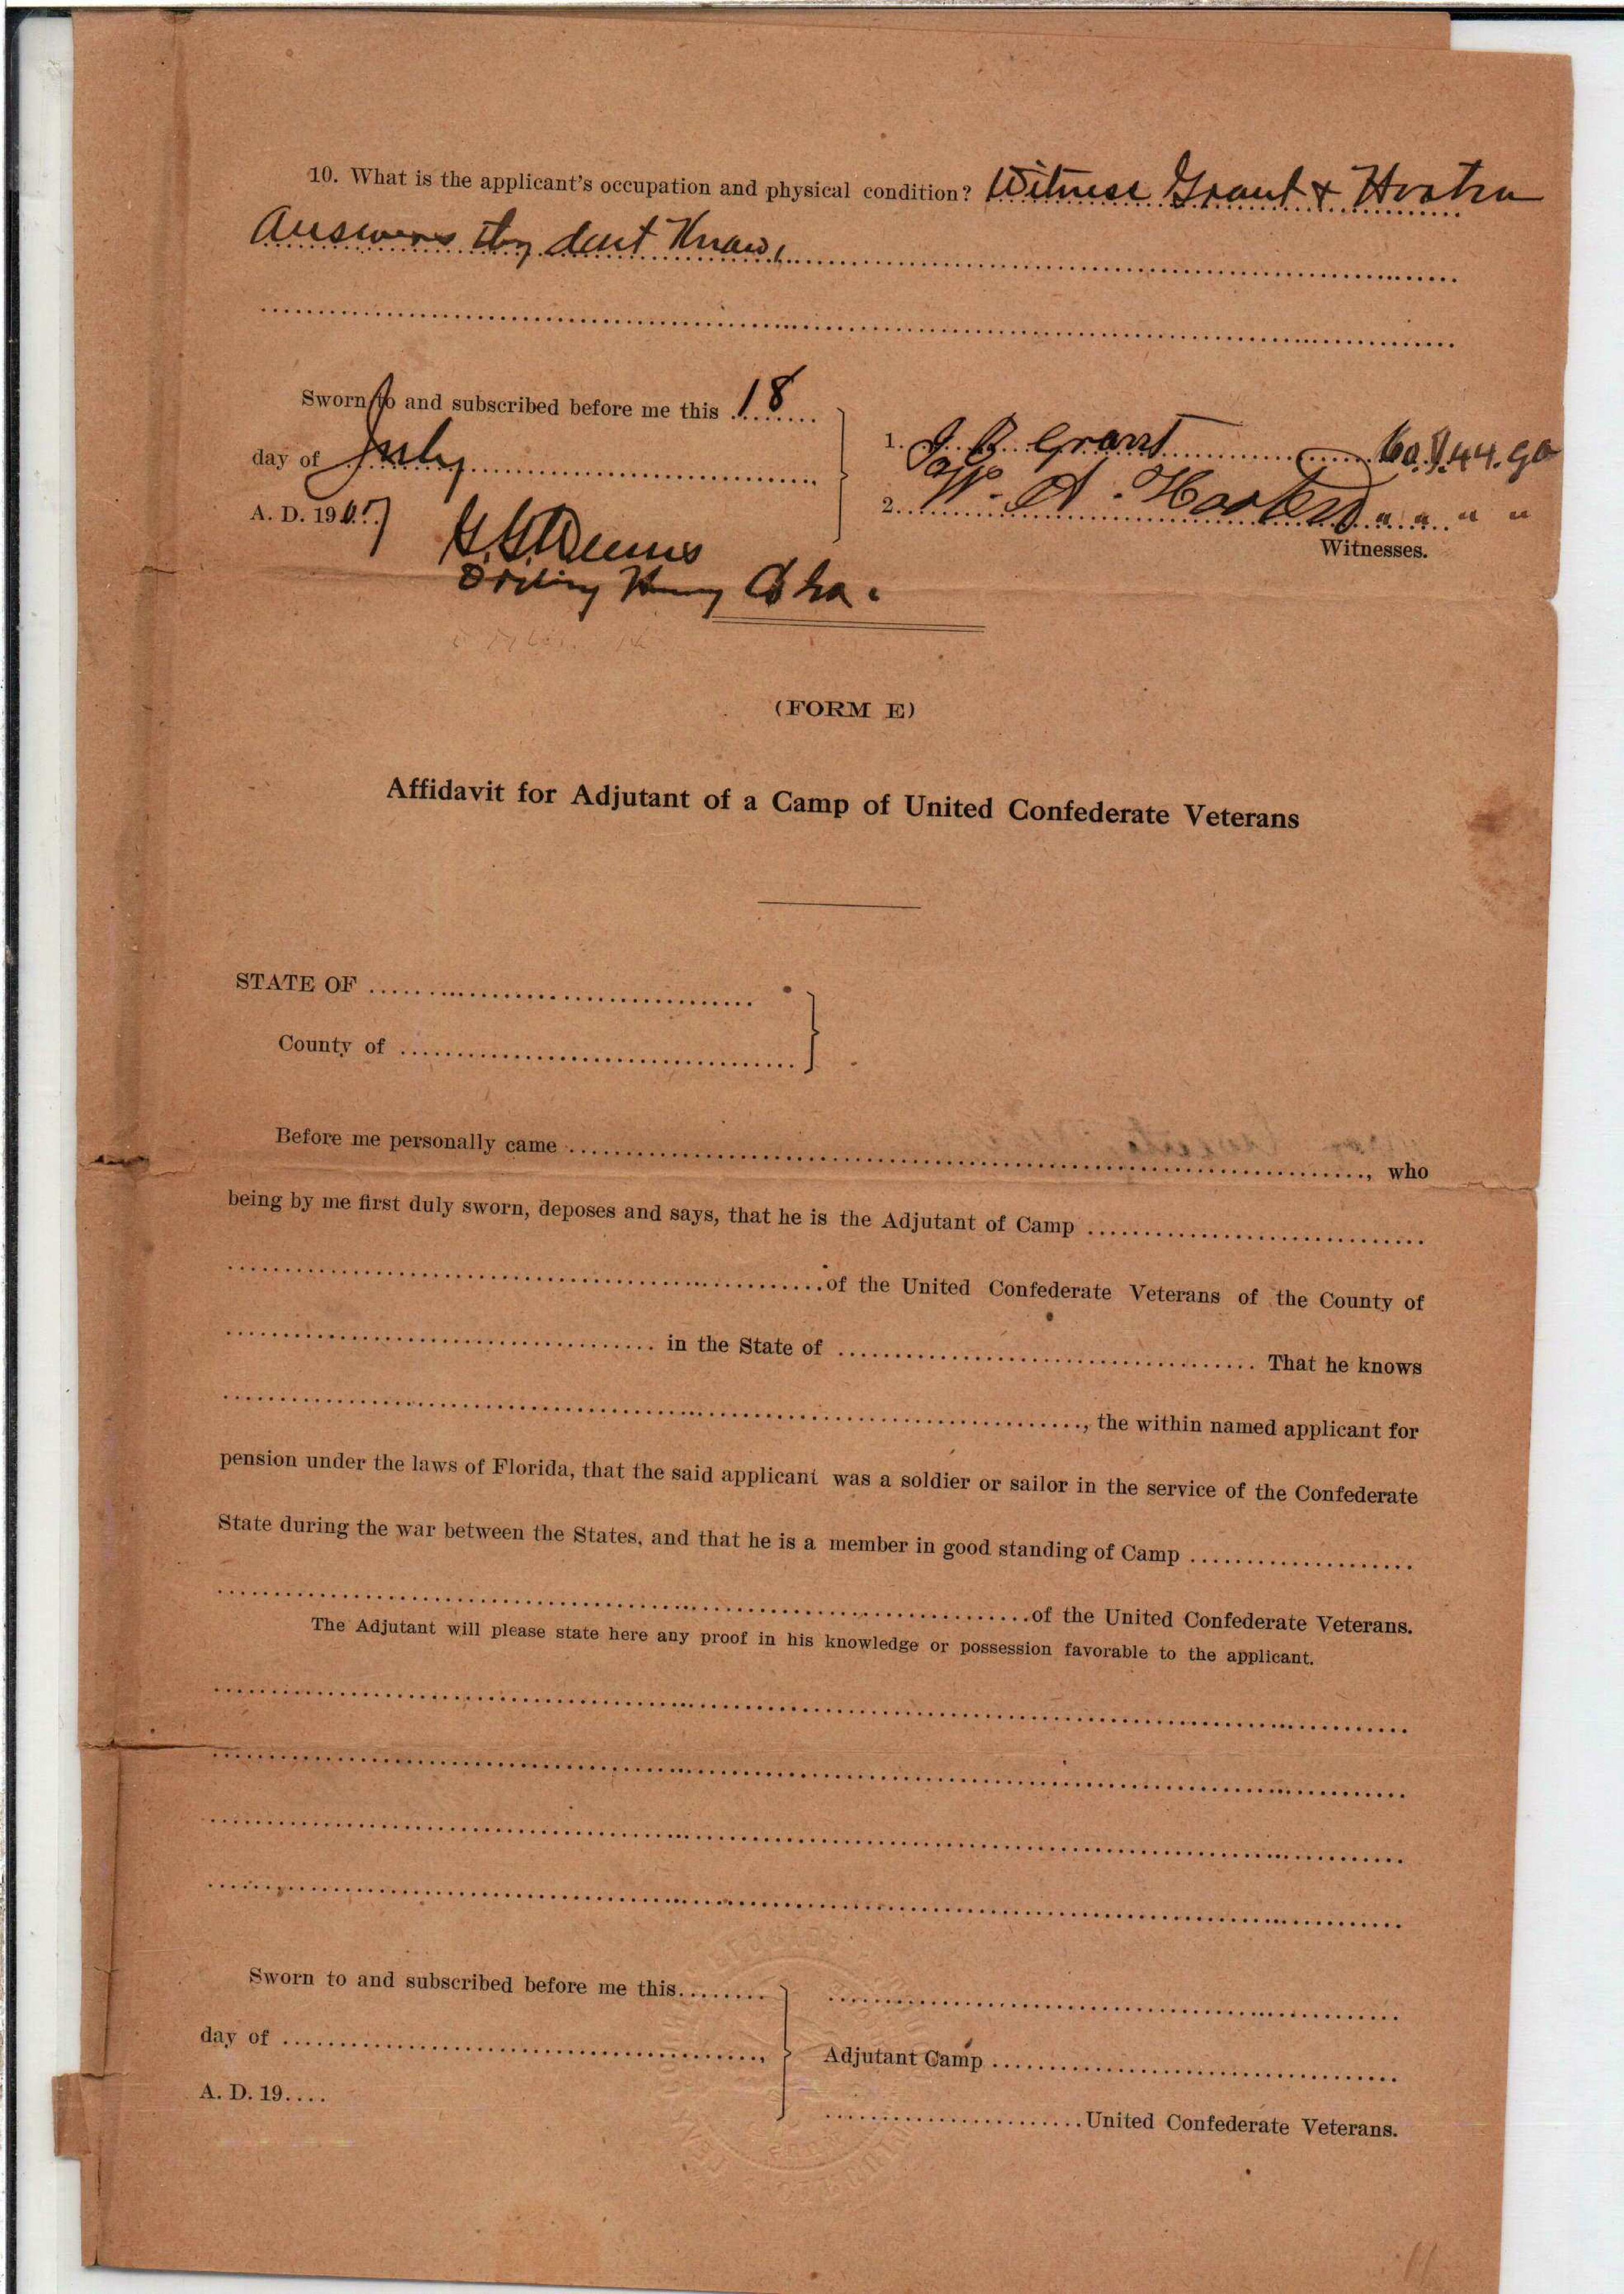 10. What is the applicant's occupation and physical condition? Witness Grant &
Answers they dont Know,
Sworn to and subscribed before me this 18
day of July
A. D. 1907
1. J. B. Grant Co. I. 44. ga
2. W. A. " " " "
Witnesses.
(FORM E)
Affidavit for Adjutant of a Camp of United Confederate Veterans
STATE OF
County of
Before me personally came , who
being by me first duly sworn, deposes and says, that he is the Adjutant of Camp
of the United Confederate Veterans of the County of
in the State of That he knows
, the within named applicant for
pension under the laws of Florida, that the said applicant was a soldier or sailor in the service of the Confederate
State during the war between the States, and that he is a member in good standing of Camp
of the United Confederate Veterans.
The Adjutant will please state here any proof in his knowledge or possession favorable to the applicant.
Sworn to and subscribed before me this
day of ,
Adjutant Camp
A. D. 19
United Confederate Veterans.